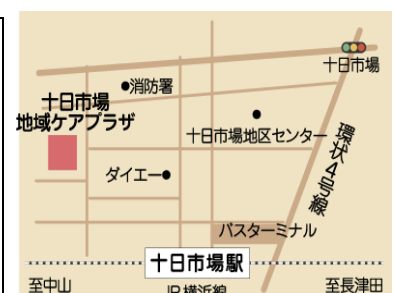 十日市場
消防署
十日市場
地域ケアプラザ
十日市場地区センター
環状4号線
ダイエー
バスターミナル
十日市場駅
至中山
JR横浜線
至長津田